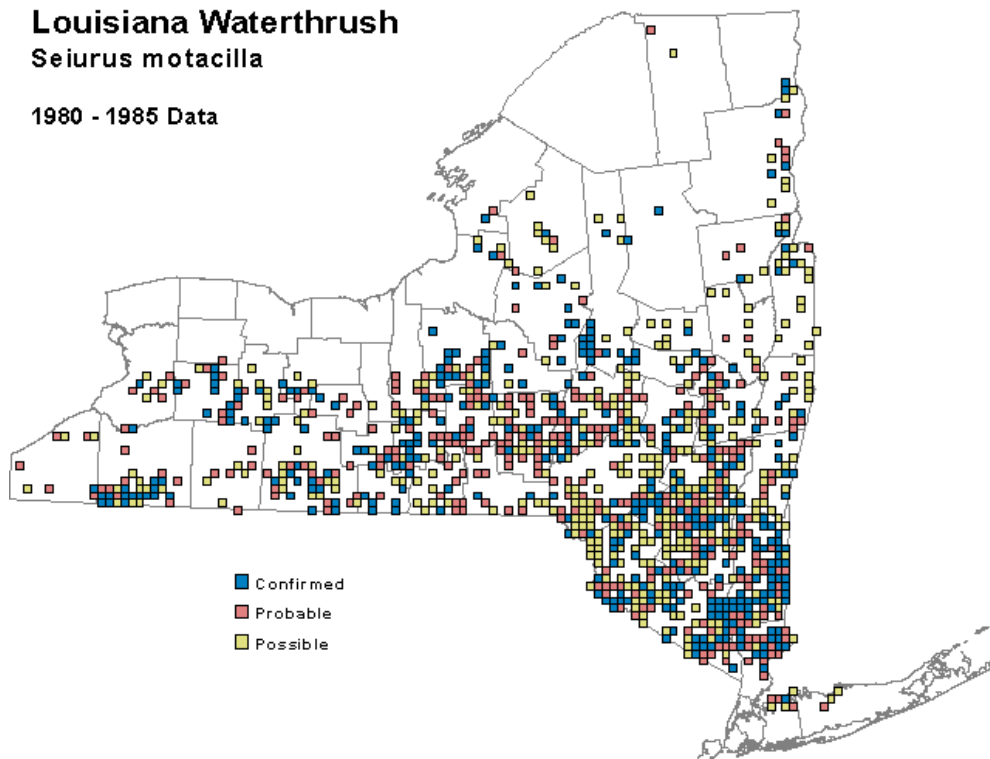 Louisiana Waterthrush
Seiurus motacilla
1980 - 1985 Data
Confirmed
Probable
Possible